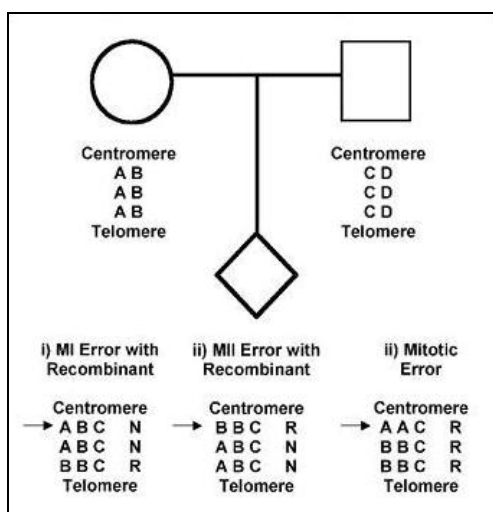 Centromere
A B
A B
A B
Telomere
Centromere
C D
C D
C D
Telomere
i) MI Error with
Recombinant
Centromere
A B C N
A B C N
B B C R
Telomere
ii) MII Error with
Recombinant
Centromere
B B C R
A B C N
A B C N
Telomere
ii) Mitotic
Error
Centromere
A A C R
B B C R
B B C R
Telomere